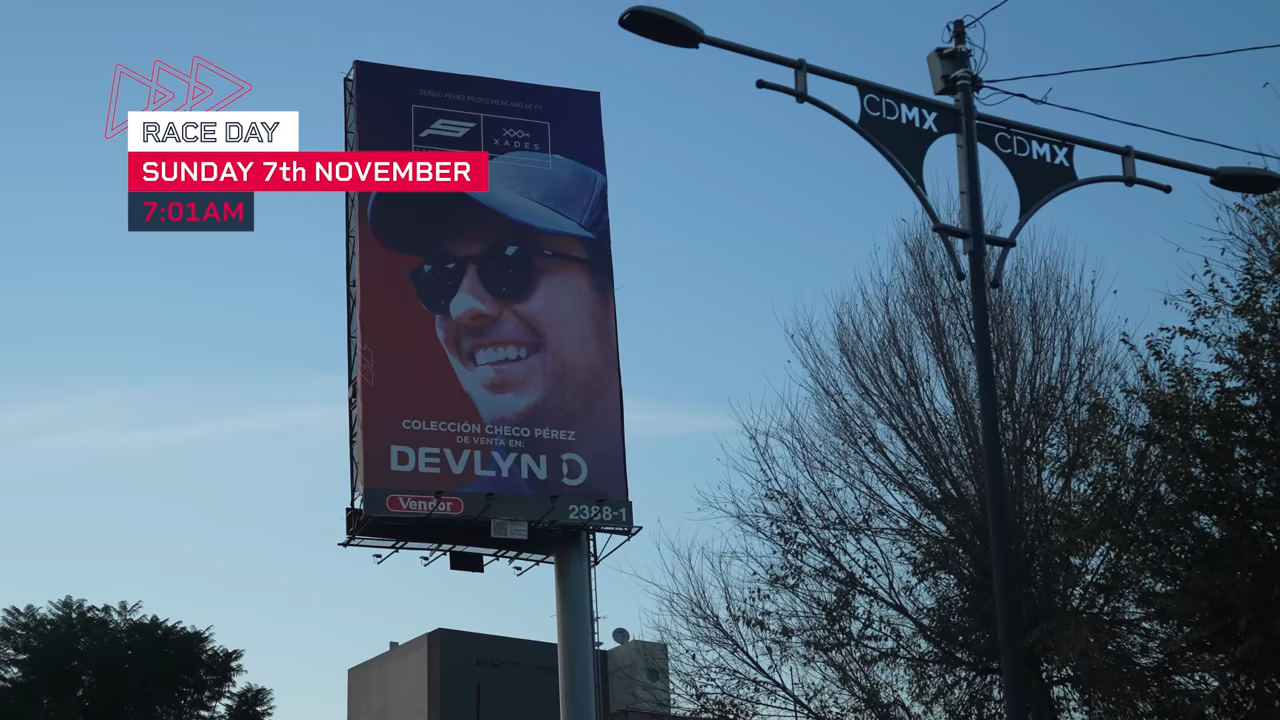 RACE DAY
SUNDAY 7th NOVEMBER
7:01AM
SERGIO PÉREZ PILOTO MEXICANO DE F1
XADES
COLECCIÓN CHECO PÉREZ
DE VENTA EN:
DEVLYN
Vendor
2388-1
CDMX
CDMX